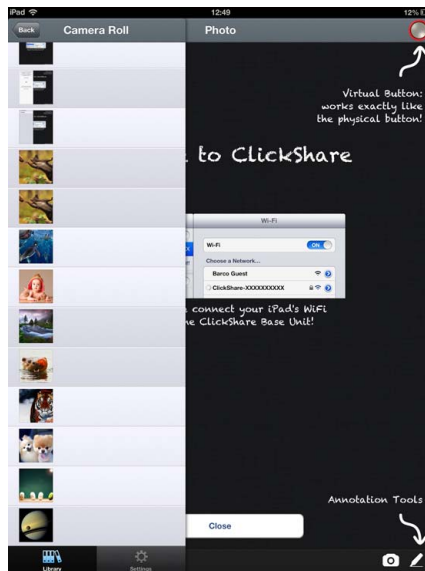 iPad 12:49 12%
Back Camera Roll Photo
Virtual Button:
works exactly like
the physical button!
to ClickShare
Wi-Fi
Wi-Fi ON
Choose a Network...
Barco Guest
ClickShare-XXXXXXXXXX
connect your iPad's WiFi
ClickShare Base Unit!
Annotation Tools
Close
Library Settings